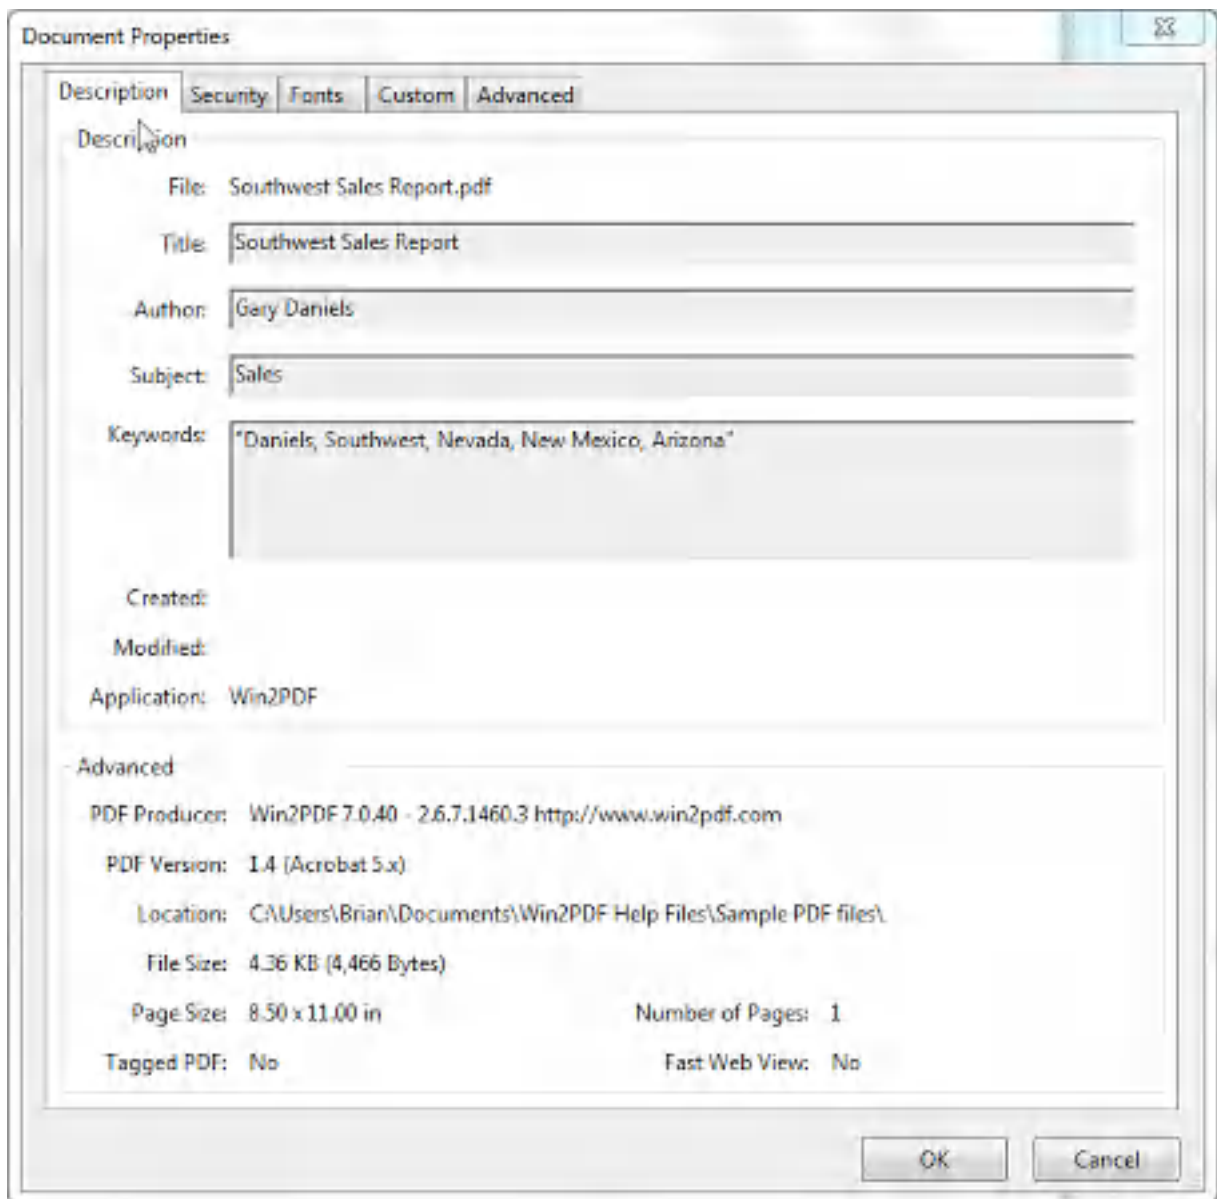 Document Properties
Description Security Fonts Custom Advanced
Description
File: Southwest Sales Report.pdf
Title: Southwest Sales Report
Author: Gary Daniels
Subject: Sales
Keywords: "Daniels, Southwest, Nevada, New Mexico, Arizona"
Created:
Modified:
Application: Win2PDF
Advanced
PDF Producer: Win2PDF 7.0.40 - 2.6.7.1460.3 http://www.win2pdf.com
PDF Version: 1.4 (Acrobat 5.x)
Location: C:\Users\Brian\Documents\Win2PDF Help Files\Sample PDF files\
File Size: 4.36 KB (4,466 Bytes)
Page Size: 8.50 x 11.00 in Number of Pages: 1
Tagged PDF: No Fast Web View: No
OK Cancel